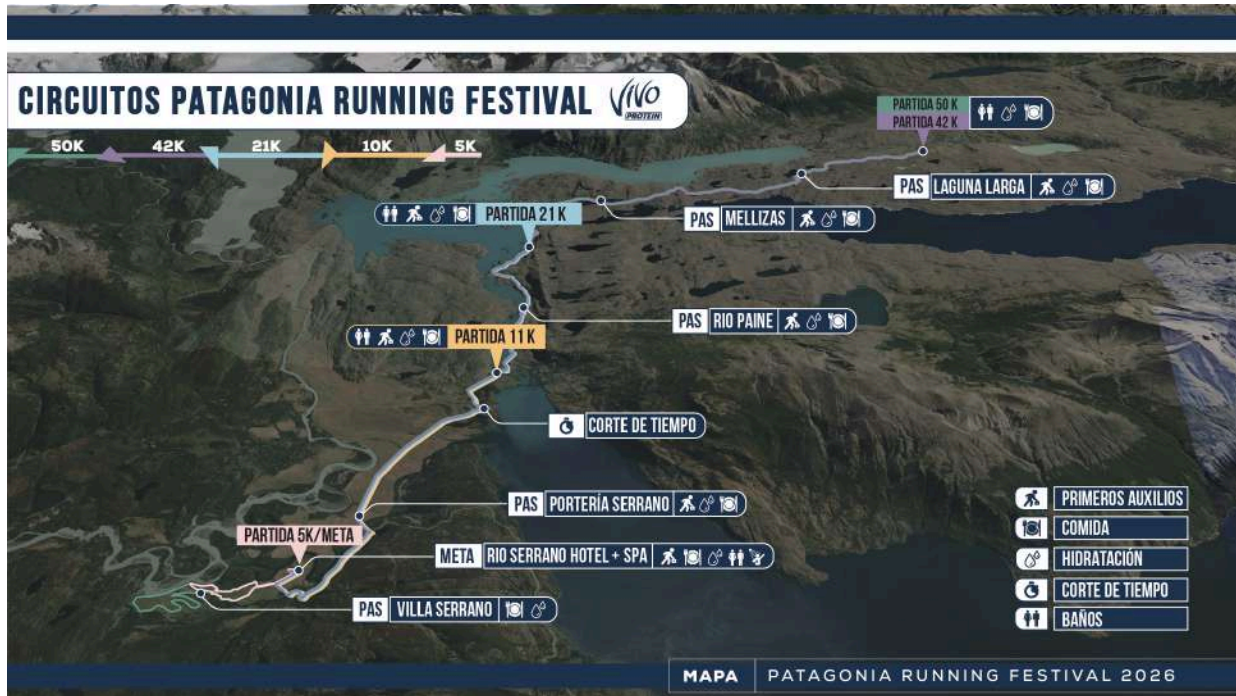 CIRCUITOS PATAGONIA RUNNING FESTIVAL
VIVO
PROTEIN
50K
42K
21K
10K
5K
PARTIDA 50 K
PARTIDA 42 K
PAS LAGUNA LARGA
PARTIDA 21 K
PAS MELLIZAS
PAS RIO PAINE
PARTIDA 11 K
CORTE DE TIEMPO
PAS PORTERÍA SERRANO
PARTIDA 5K/META
META RIO SERRANO HOTEL + SPA
PAS VILLA SERRANO
PRIMEROS AUXILIOS
COMIDA
HIDRATACIÓN
CORTE DE TIEMPO
BAÑOS
MAPA PATAGONIA RUNNING FESTIVAL 2026